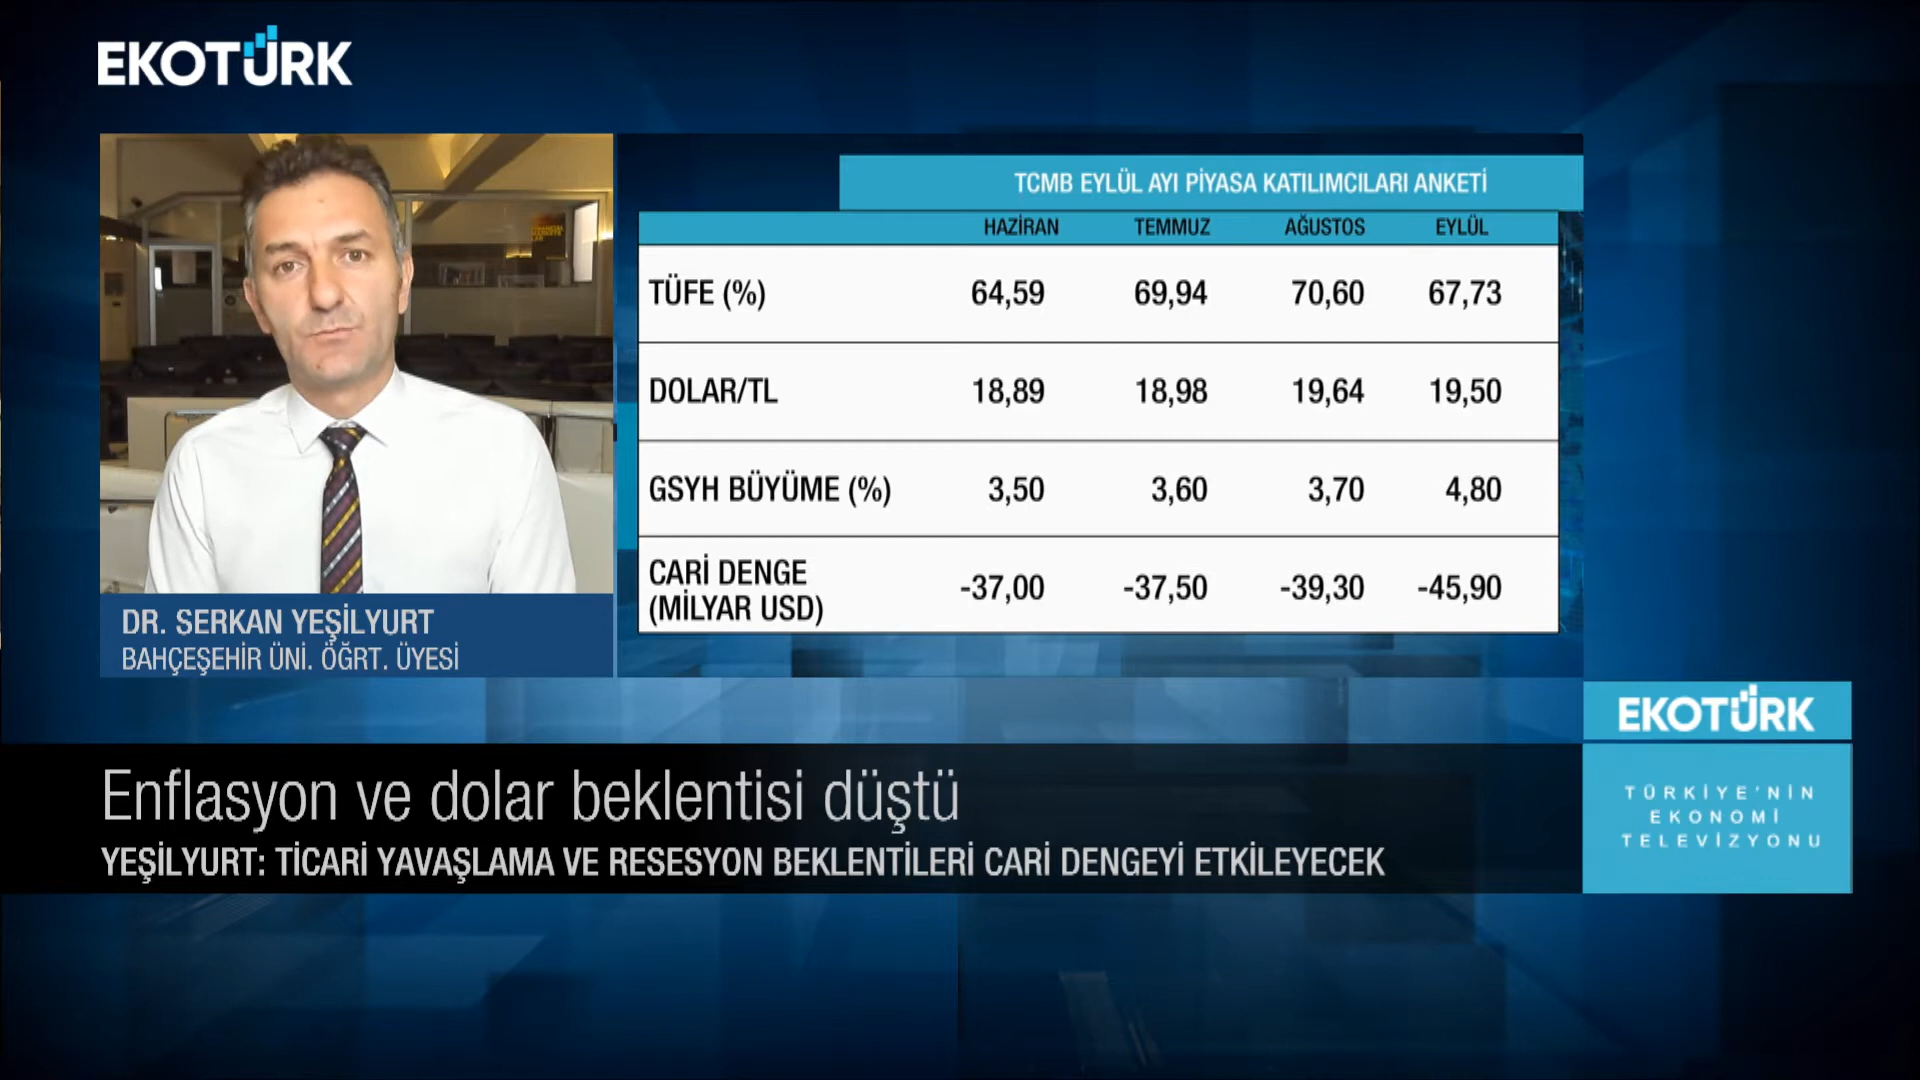 EKOTÜRK
TCMB EYLÜL AYI PİYASA KATILIMCILARI ANKETİ
HAZİRAN TEMMUZ AĞUSTOS EYLÜL
TÜFE (%) 64,59 69,94 70,60 67,73
DOLAR/TL 18,89 18,98 19,64 19,50
GSYH BÜYÜME (%) 3,50 3,60 3,70 4,80
CARİ DENGE
(MİLYAR USD) -37,00 -37,50 -39,30 -45,90
DR. SERKAN YEŞİLYURT
BAHÇEŞEHİR ÜNİ. ÖĞRT. ÜYESİ
EKOTÜRK
TÜRKİYE'NİN
EKONOMİ
TELEVİZYONU
Enflasyon ve dolar beklentisi düştü
YEŞİLYURT: TİCARİ YAVAŞLAMA VE RESESYON BEKLENTİLERİ CARİ DENGEYİ ETKİLEYECEK